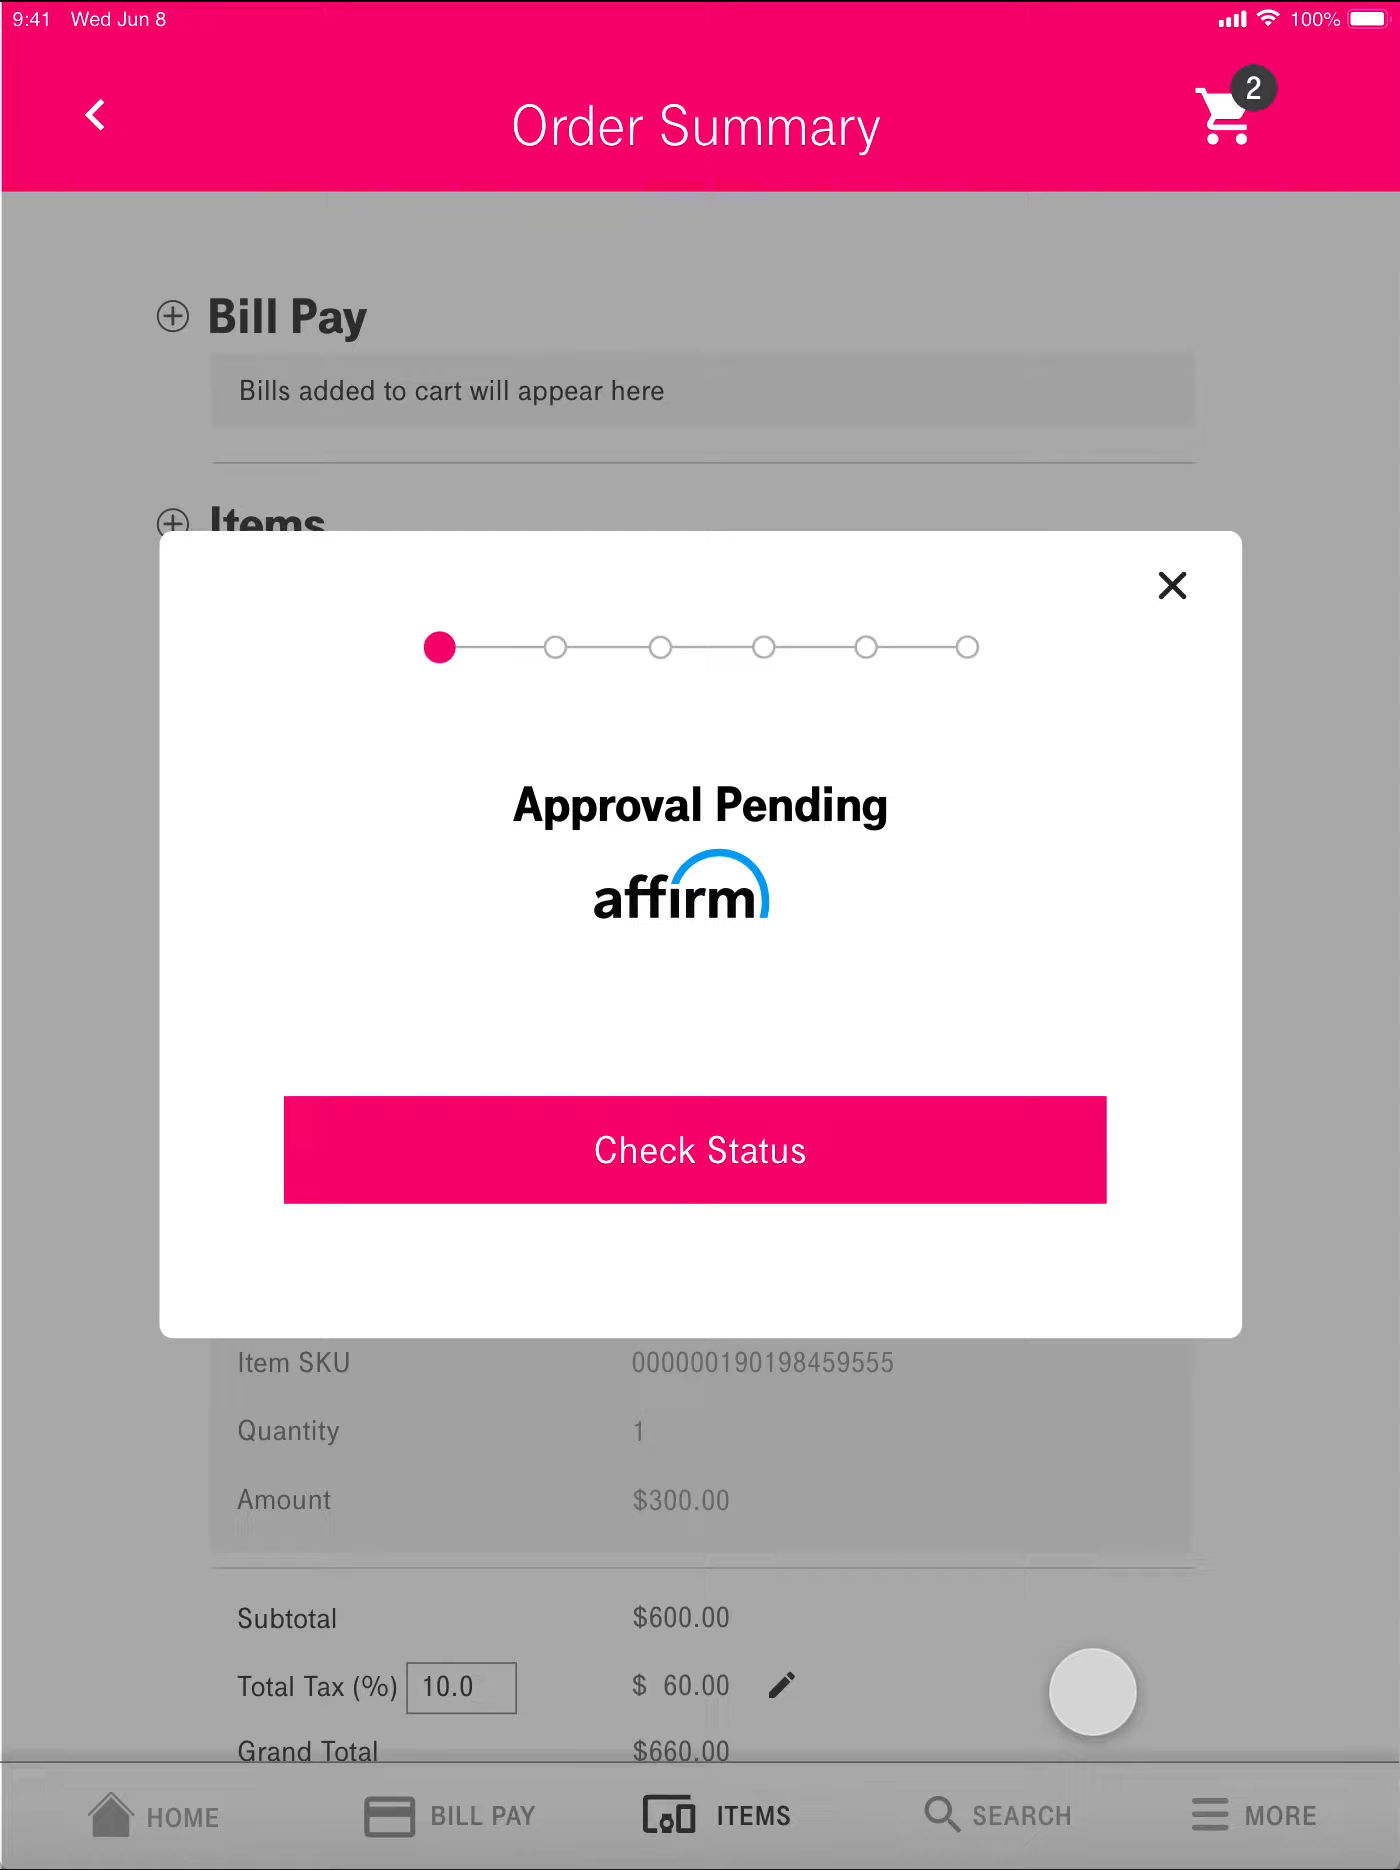 9:41 Wed Jun 8 100%
Order Summary 2
Bill Pay
Bills added to cart will appear here
Items
Approval Pending
affirm
Check Status
Item SKU 000000190198459555
Quantity 1
Amount $300.00
Subtotal $600.00
Total Tax (%) 10.0 $ 60.00
Grand Total $660.00
HOME BILL PAY ITEMS SEARCH MORE